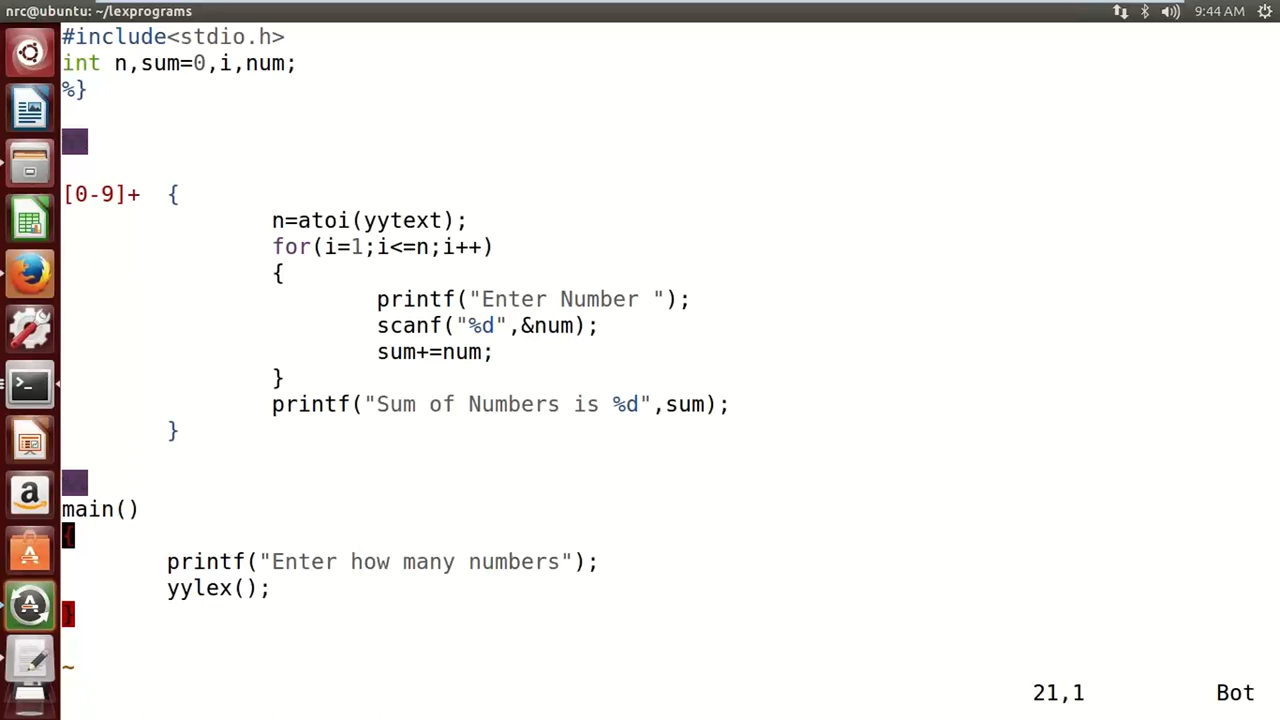 nrc@ubuntu: ~/lexprograms
9:44 AM
#include<stdio.h>
int n,sum=0,i,num;
%}
[0-9]+ {
n=atoi(yytext);
for(i=1;i<=n;i++)
{
printf("Enter Number ");
scanf("%d",&num);
sum+=num;
}
printf("Sum of Numbers is %d",sum);
}
main()
{
printf("Enter how many numbers");
yylex();
}
~
21,1 Bot